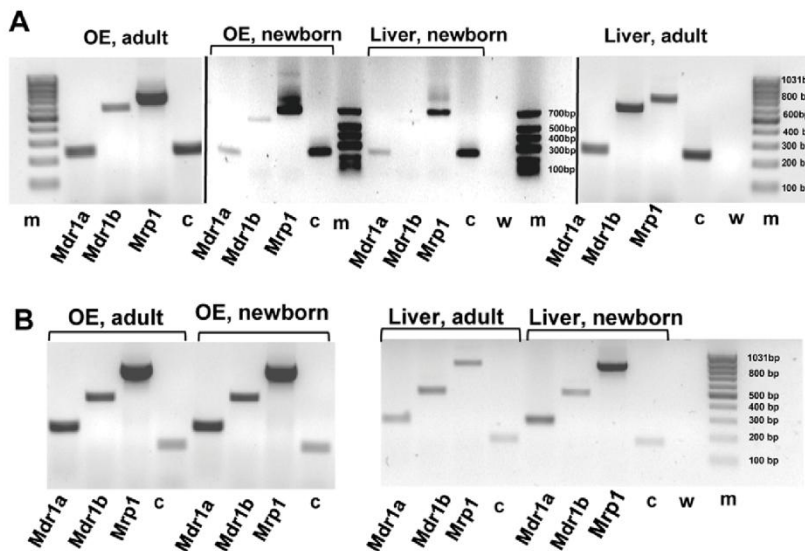 A
OE, adult
OE, newborn
Liver, newborn
Liver, adult
1031bp
800 b
600bp
400 bp
300 bp
200 bp
100 bp
700bp
500bp
400bp
300bp
100bp
m
Mdr1a
Mdr1b
Mrp1
c
Mdr1a
Mdr1b
Mrp1
c
m
Mdr1a
Mdr1b
Mrp1
c
w
m
Mdr1a
Mdr1b
Mrp1
c
w
m
B
OE, adult
OE, newborn
Liver, adult
Liver, newborn
1031bp
800 bp
500 bp
400 bp
300 bp
200 bp
100 bp
Mdr1a
Mdr1b
Mrp1
c
Mdr1a
Mdr1b
Mrp1
c
Mdr1a
Mdr1b
Mrp1
c
Mdr1a
Mdr1b
Mrp1
c
w
m